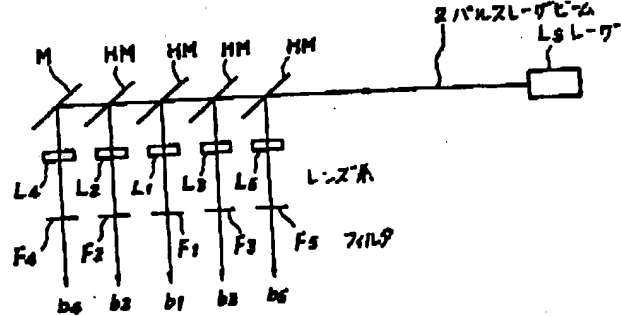 2パルスレーザビーム
LSレーザ
M HM HM HM HM
L4 L2 L1 L3 L5 レンズ系
F4 F2 F1 F3 F5 フィルタ
b4 b2 b1 b3 b5